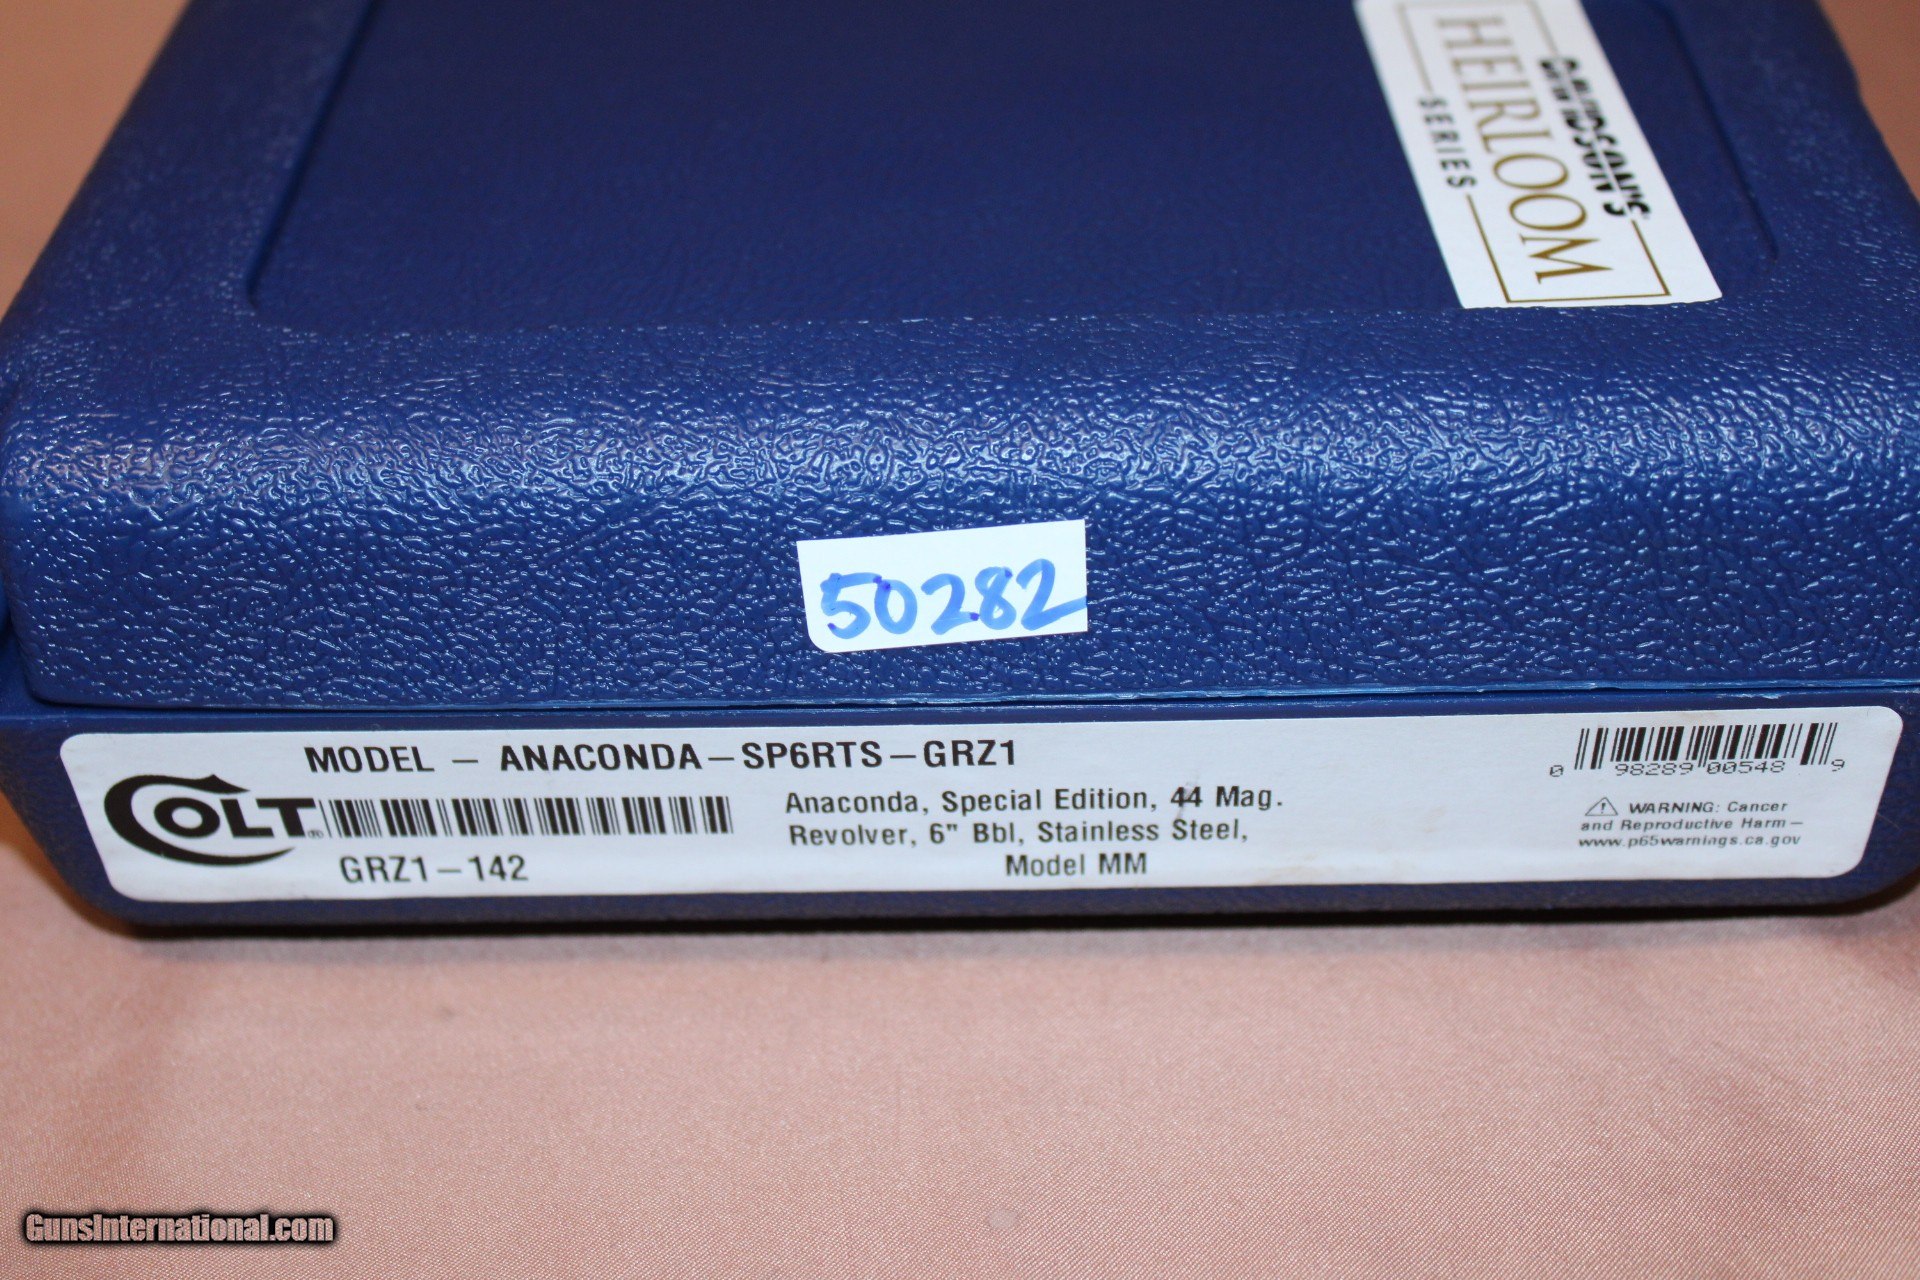 DAVIDSON'S
HEIRLOOM
SERIES
50282
MODEL – ANACONDA–SP6RTS–GRZ1
COLT®
GRZ1–142
Anaconda, Special Edition, 44 Mag.
Revolver, 6" Bbl, Stainless Steel,
Model MM
0 98289 00548 9
⚠ WARNING: Cancer
and Reproductive Harm–
www.p65warnings.ca.gov
GunsInternational.com